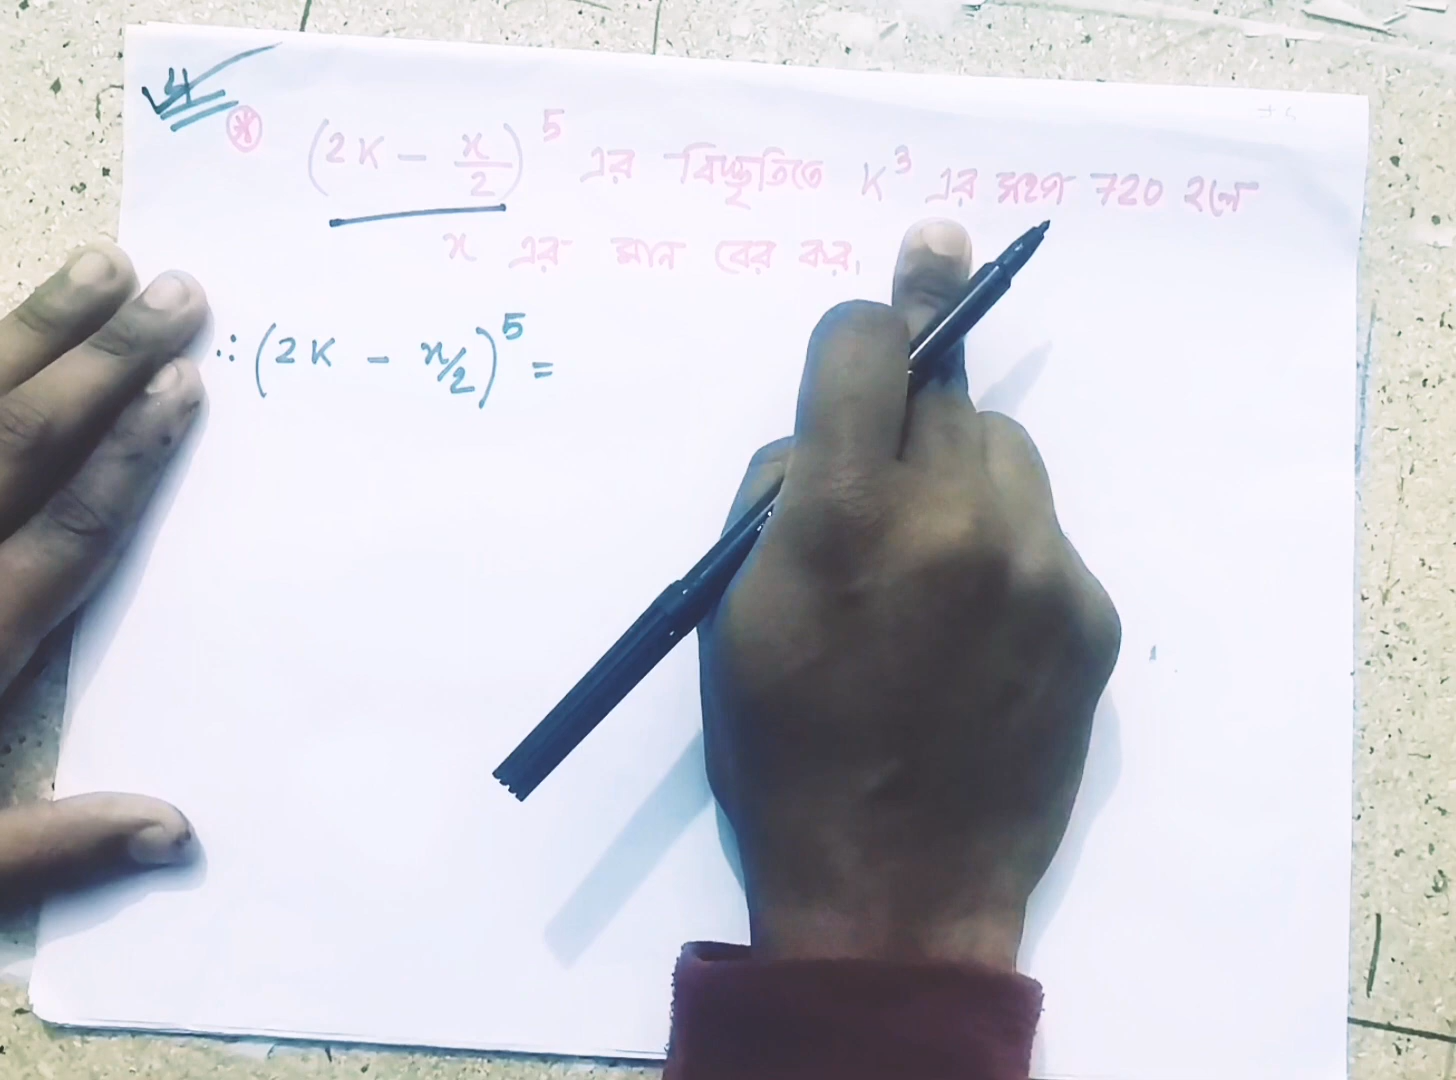 (2K - x/2)^5 এর বিস্তৃতিতে K^3 এর সহগ 720 হলে
x এর মান বের কর।
∴ (2K - x/2)^5 =